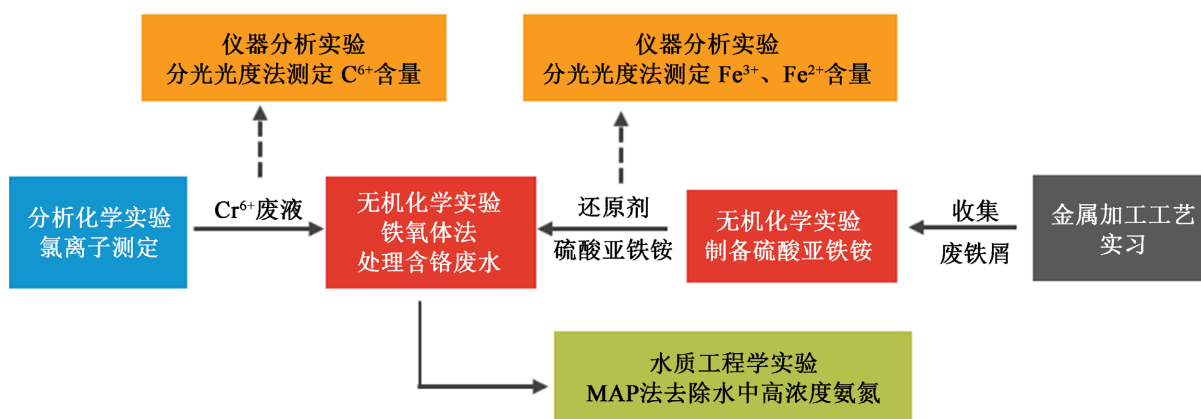 仪器分析实验
分光光度法测定 C⁶⁺含量
仪器分析实验
分光光度法测定 Fe³⁺、Fe²⁺含量
分析化学实验
氯离子测定
Cr⁶⁺废液
无机化学实验
铁氧体法
处理含铬废水
还原剂
硫酸亚铁铵
无机化学实验
制备硫酸亚铁铵
收集
废铁屑
金属加工工艺
实习
水质工程学实验
MAP法去除水中高浓度氨氮